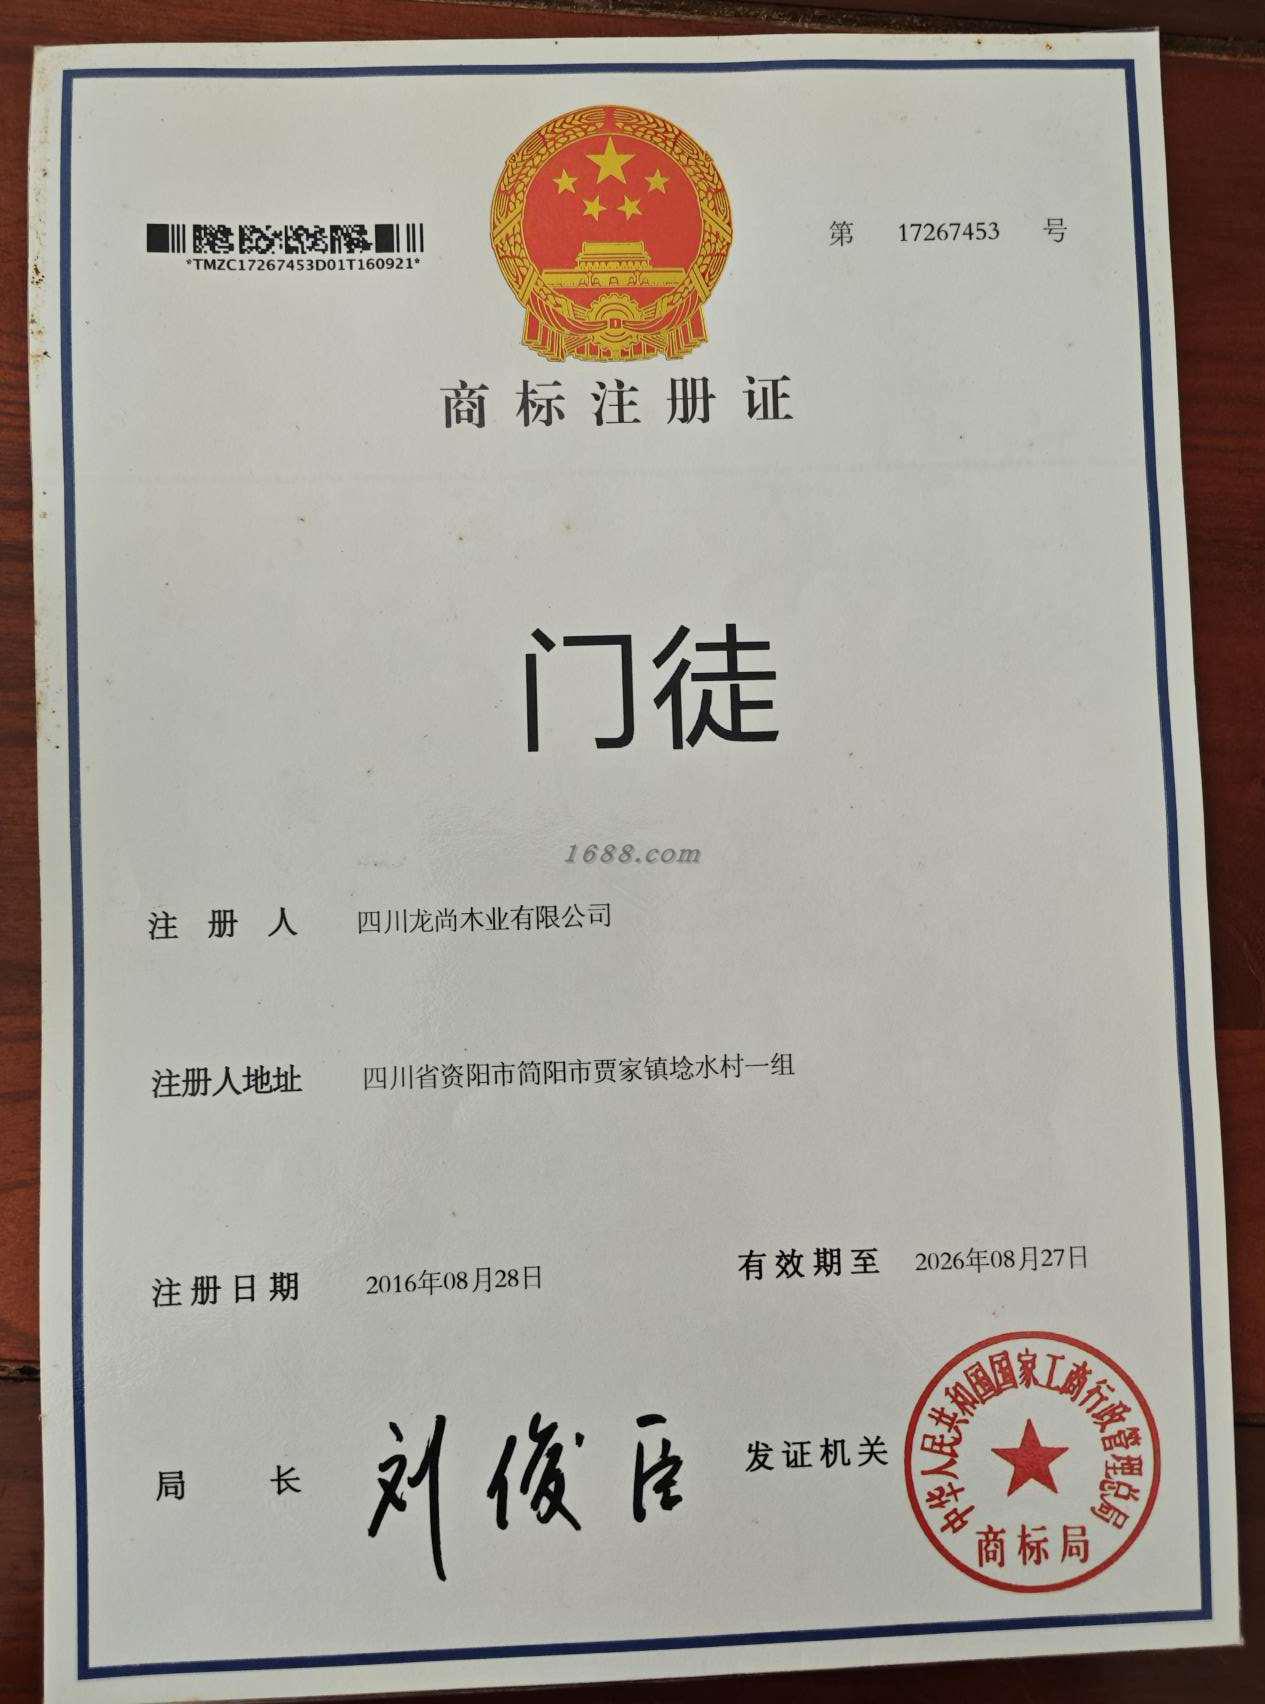 第 17267453 号
*TMZC17267453D01T160921*
商标注册证
门徒
1688.com
注册人 四川龙尚木业有限公司
注册人地址 四川省资阳市简阳市贾家镇埝水村一组
注册日期 2016年08月28日 有效期至 2026年08月27日
局长 刘俊臣 发证机关
中华人民共和国国家工商行政管理总局
商标局